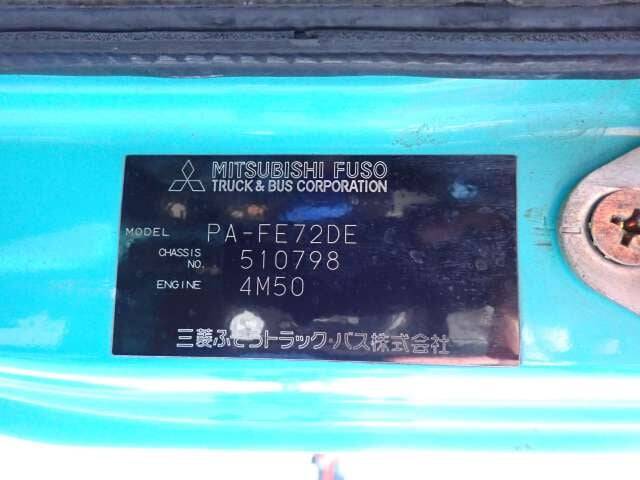 MITSUBISHI FUSO
TRUCK & BUS CORPORATION
MODEL PA-FE72DE
CHASSIS NO. 510798
ENGINE 4M50
三菱ふそうトラック・バス株式会社